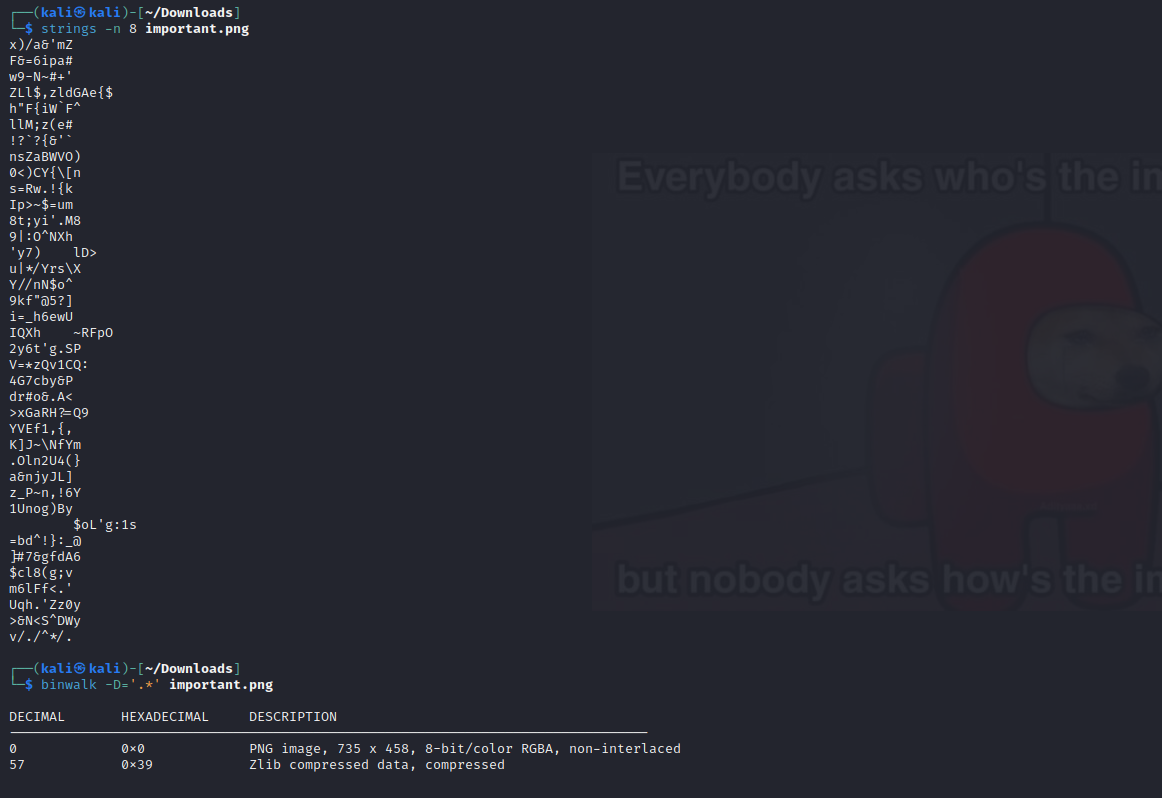 ┌──(kali㉿kali)-[~/Downloads]
└─$ strings -n 8 important.png
x)/a&'mZ
F&=6ipa#
w9-N~#+'
ZLl$,zldGAe{$
h"F{iW`F^
llM;z(e#
!?`?{&'`
nsZaBWVO)
0<)CY{\[n
s=Rw.!{k
Ip>~$=um
8t;yi'.M8
9|:O^NXh
'y7)    lD>
u|*/Yrs\X
Y//nN$o^
9kf"@5?]
i=_h6ewU
IQXh    ~RFpO
2y6t'g.SP
V=*zQv1CQ:
4G7cby&P
dr#o&.A<
>xGaRH?=Q9
YVEf1,{,
K]J~\NfYm
.Oln2U4(}
a&njyJL]
z_P~n,!6Y
1Unog)By
        $oL'g:1s
=bd^!}:_@
]#7&gfdA6
$cl8(g;v
m6lFf<.'
Uqh.'Zz0y
>&N<S^DWy
v/./^*/.
┌──(kali㉿kali)-[~/Downloads]
└─$ binwalk -D='.*' important.png
DECIMAL       HEXADECIMAL     DESCRIPTION
0             0×0             PNG image, 735 x 458, 8-bit/color RGBA, non-interlaced
57            0×39            Zlib compressed data, compressed
Everybody asks who's the im
but nobody asks how's the im